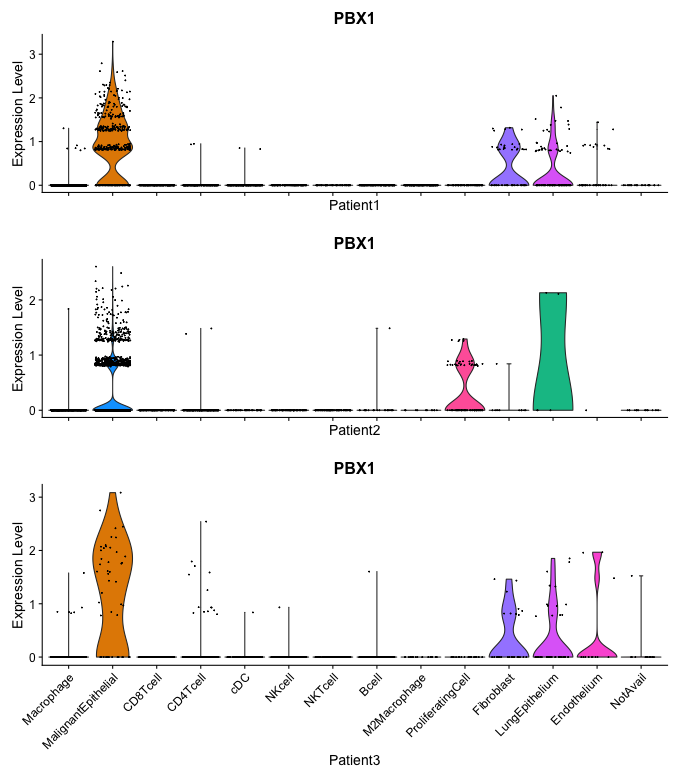 PBX1
Expression Level
3
2
1
0
Patient1
PBX1
Expression Level
2
1
0
Patient2
PBX1
Expression Level
3
2
1
0
Macrophage
MalignantEpithelial
CD8Tcell
CD4Tcell
cDC
NKcell
NKTcell
Bcell
M2Macrophage
ProliferatingCell
Fibroblast
LungEpithelium
Endothelium
NotAvail
Patient3